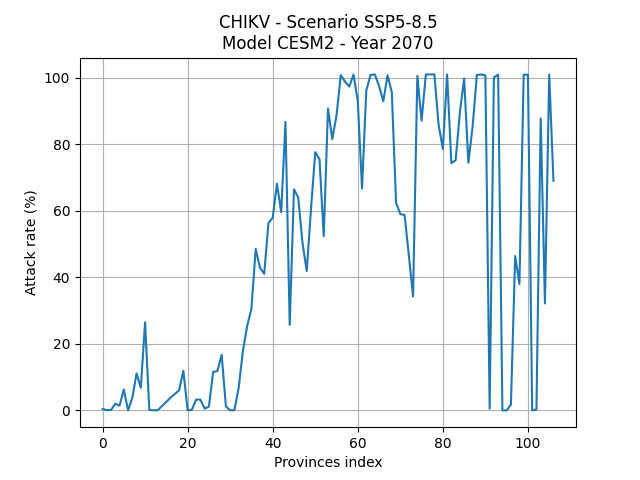 CHIKV - Scenario SSP5-8.5
Model CESM2 - Year 2070
100
80
60
40
20
0
Attack rate (%)
0 20 40 60 80 100
Provinces index